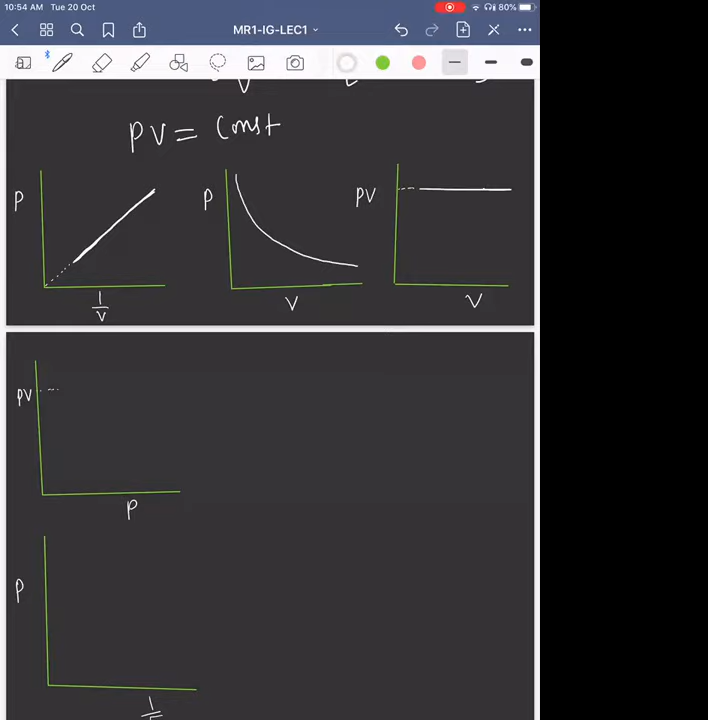 10:54 AM Tue 20 Oct
80%
MR1-IG-LEC1
PV = Const
P
1/V
P
V
PV
V
PV
P
P